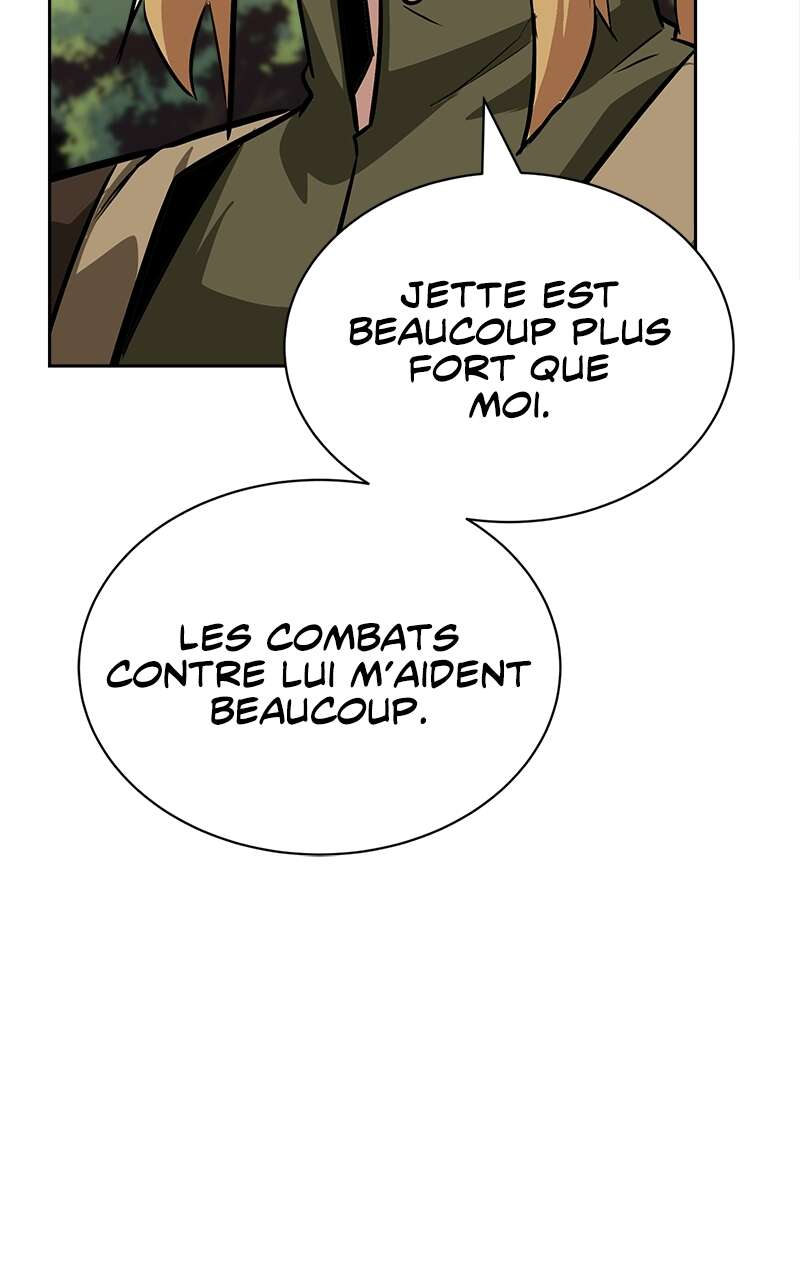 JETTE EST
BEAUCOUP PLUS
FORT QUE
MOI.
LES COMBATS
CONTRE LUI M'AIDENT
BEAUCOUP.